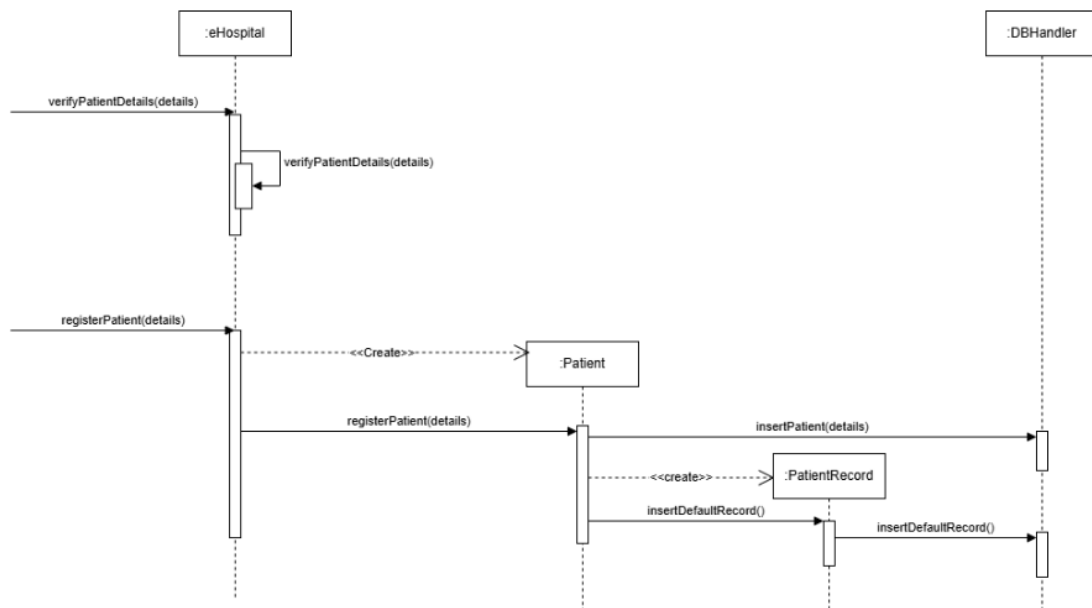 :eHospital
:DBHandler
verifyPatientDetails(details)
verifyPatientDetails(details)
registerPatient(details)
<<Create>>
:Patient
registerPatient(details)
insertPatient(details)
<<create>>
:PatientRecord
insertDefaultRecord()
insertDefaultRecord()